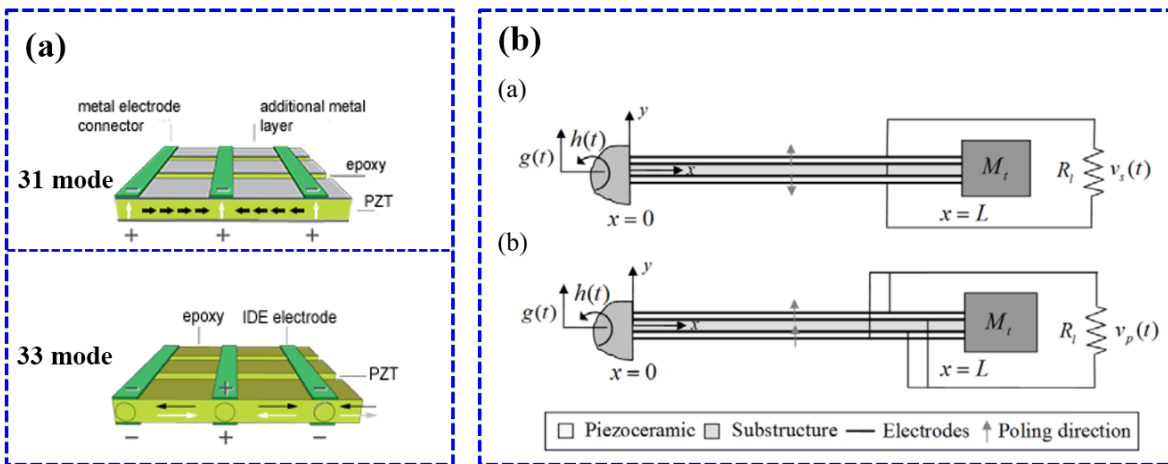 (a)
metal electrode
connector
additional metal
layer
epoxy
31 mode
PZT
− − −
+ + +
epoxy
IDE electrode
33 mode
PZT
− + −
− + −
(b)
(a)
y
g(t)
h(t)
x
M_t
R_l
v_s(t)
x = 0
x = L
(b)
y
g(t)
h(t)
x
M_t
R_l
v_p(t)
x = 0
x = L
Piezoceramic Substructure Electrodes Poling direction